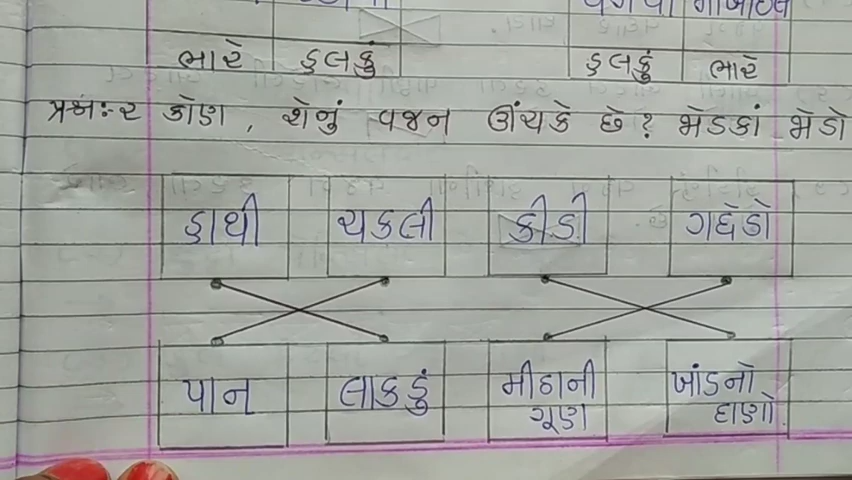 ભારે હલકું હલકું ભારે
પ્રશ્નઃ-૨ કોણ, શેનું વજન ઊંચકે છે? જોડકાં જોડો
હાથી ચકલી કીડી ગધેડો
પાન લાકડું મીઠાની ખાંડનો
ગૂણ દાણો